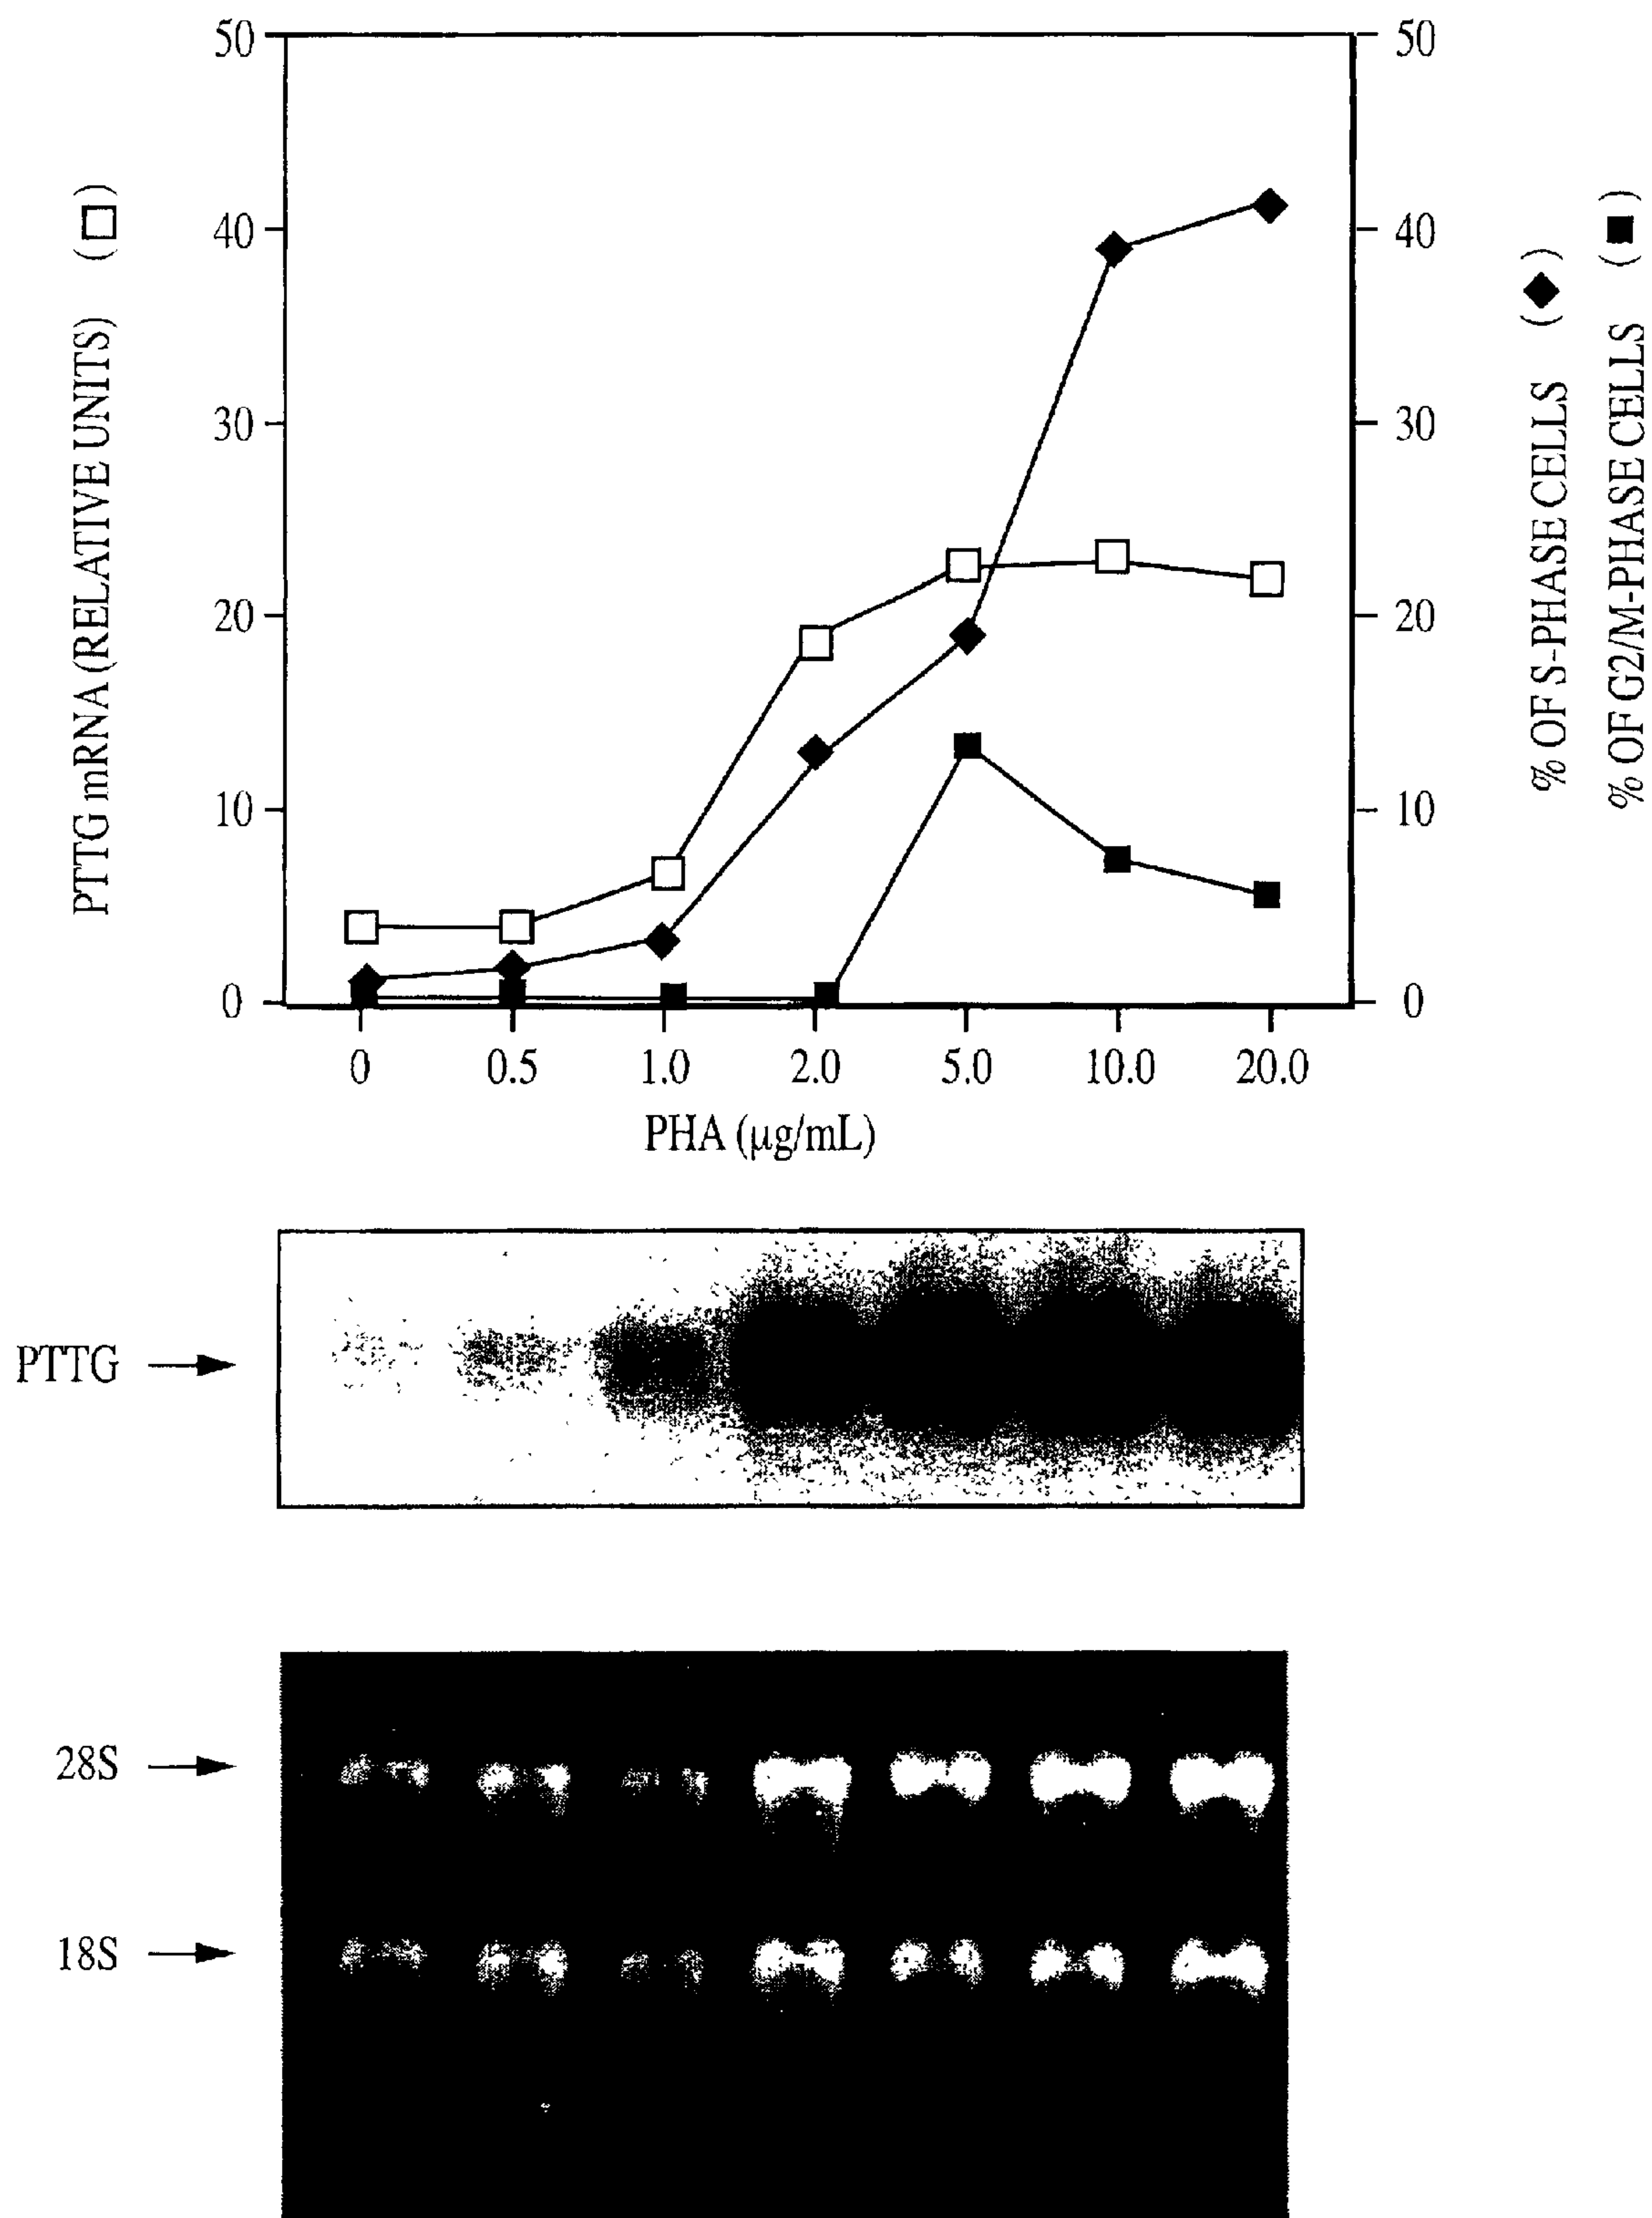 50
40
30
20
10
0
PTTG mRNA (RELATIVE UNITS) (□)
50
40
30
20
10
0
% OF S-PHASE CELLS (◆)
% OF G2/M-PHASE CELLS (■)
0 0.5 1.0 2.0 5.0 10.0 20.0
PHA (μg/mL)
PTTG
28S
18S